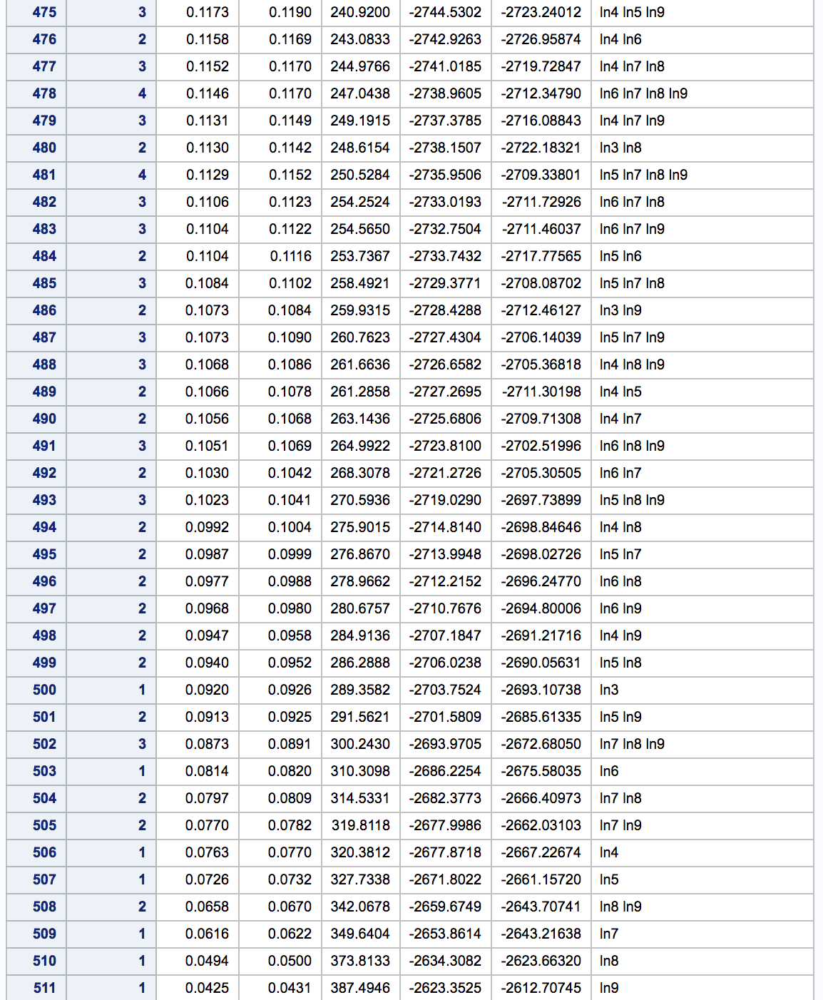 475 3 0.1173 0.1190 240.9200 -2744.5302 -2723.24012 ln4 ln5 ln9
476 2 0.1158 0.1169 243.0833 -2742.9263 -2726.95874 ln4 ln6
477 3 0.1152 0.1170 244.9766 -2741.0185 -2719.72847 ln4 ln7 ln8
478 4 0.1146 0.1170 247.0438 -2738.9605 -2712.34790 ln6 ln7 ln8 ln9
479 3 0.1131 0.1149 249.1915 -2737.3785 -2716.08843 ln4 ln7 ln9
480 2 0.1130 0.1142 248.6154 -2738.1507 -2722.18321 ln3 ln8
481 4 0.1129 0.1152 250.5284 -2735.9506 -2709.33801 ln5 ln7 ln8 ln9
482 3 0.1106 0.1123 254.2524 -2733.0193 -2711.72926 ln6 ln7 ln8
483 3 0.1104 0.1122 254.5650 -2732.7504 -2711.46037 ln6 ln7 ln9
484 2 0.1104 0.1116 253.7367 -2733.7432 -2717.77565 ln5 ln6
485 3 0.1084 0.1102 258.4921 -2729.3771 -2708.08702 ln5 ln7 ln8
486 2 0.1073 0.1084 259.9315 -2728.4288 -2712.46127 ln3 ln9
487 3 0.1073 0.1090 260.7623 -2727.4304 -2706.14039 ln5 ln7 ln9
488 3 0.1068 0.1086 261.6636 -2726.6582 -2705.36818 ln4 ln8 ln9
489 2 0.1066 0.1078 261.2858 -2727.2695 -2711.30198 ln4 ln5
490 2 0.1056 0.1068 263.1436 -2725.6806 -2709.71308 ln4 ln7
491 3 0.1051 0.1069 264.9922 -2723.8100 -2702.51996 ln6 ln8 ln9
492 2 0.1030 0.1042 268.3078 -2721.2726 -2705.30505 ln6 ln7
493 3 0.1023 0.1041 270.5936 -2719.0290 -2697.73899 ln5 ln8 ln9
494 2 0.0992 0.1004 275.9015 -2714.8140 -2698.84646 ln4 ln8
495 2 0.0987 0.0999 276.8670 -2713.9948 -2698.02726 ln5 ln7
496 2 0.0977 0.0988 278.9662 -2712.2152 -2696.24770 ln6 ln8
497 2 0.0968 0.0980 280.6757 -2710.7676 -2694.80006 ln6 ln9
498 2 0.0947 0.0958 284.9136 -2707.1847 -2691.21716 ln4 ln9
499 2 0.0940 0.0952 286.2888 -2706.0238 -2690.05631 ln5 ln8
500 1 0.0920 0.0926 289.3582 -2703.7524 -2693.10738 ln3
501 2 0.0913 0.0925 291.5621 -2701.5809 -2685.61335 ln5 ln9
502 3 0.0873 0.0891 300.2430 -2693.9705 -2672.68050 ln7 ln8 ln9
503 1 0.0814 0.0820 310.3098 -2686.2254 -2675.58035 ln6
504 2 0.0797 0.0809 314.5331 -2682.3773 -2666.40973 ln7 ln8
505 2 0.0770 0.0782 319.8118 -2677.9986 -2662.03103 ln7 ln9
506 1 0.0763 0.0770 320.3812 -2677.8718 -2667.22674 ln4
507 1 0.0726 0.0732 327.7338 -2671.8022 -2661.15720 ln5
508 2 0.0658 0.0670 342.0678 -2659.6749 -2643.70741 ln8 ln9
509 1 0.0616 0.0622 349.6404 -2653.8614 -2643.21638 ln7
510 1 0.0494 0.0500 373.8133 -2634.3082 -2623.66320 ln8
511 1 0.0425 0.0431 387.4946 -2623.3525 -2612.70745 ln9